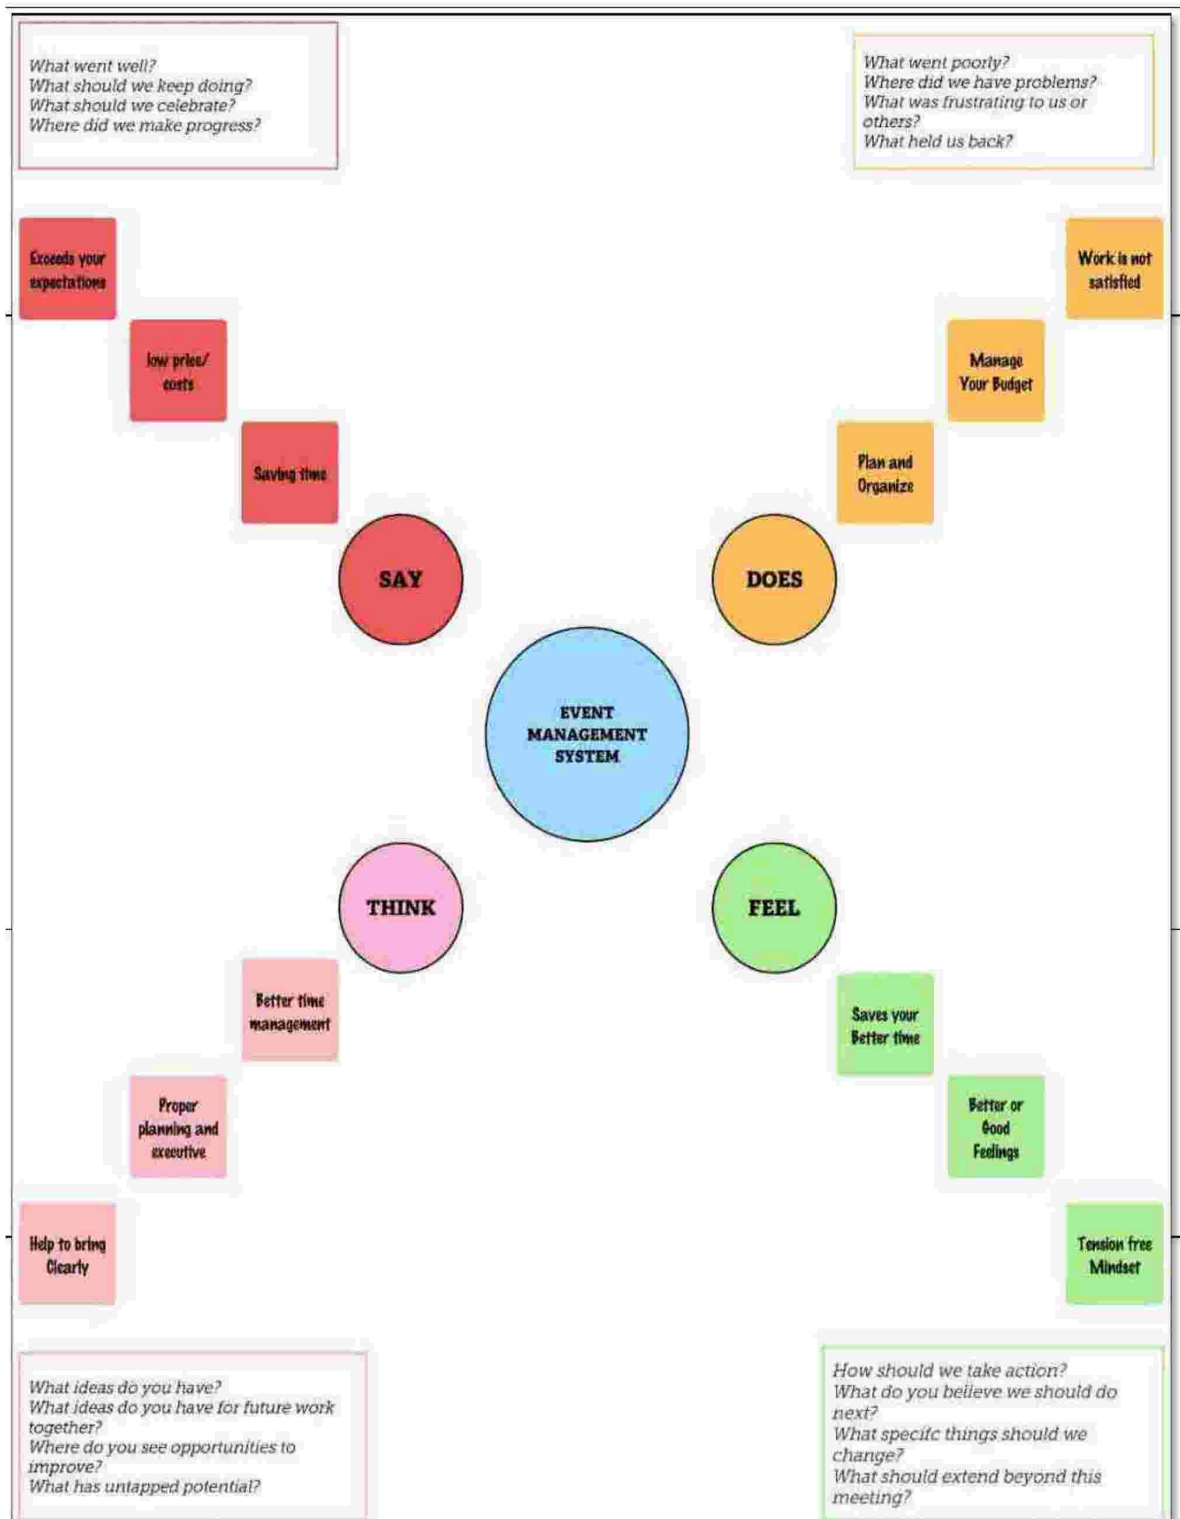 What went well?
What should we keep doing?
What should we celebrate?
Where did we make progress?
What went poorly?
Where did we have problems?
What was frustrating to us or
others?
What held us back?
Exceeds your
expectations
low price/
costs
Saving time
SAY
Work is not
satisfied
Manage
Your Budget
Plan and
Organize
DOES
EVENT
MANAGEMENT
SYSTEM
THINK
Better time
management
Proper
planning and
executive
Help to bring
Clearly
FEEL
Saves your
Better time
Better or
Good
Feelings
Tension free
Mindset
What ideas do you have?
What ideas do you have for future work
together?
Where do you see opportunities to
improve?
What has untapped potential?
How should we take action?
What do you believe we should do
next?
What specifc things should we
change?
What should extend beyond this
meeting?